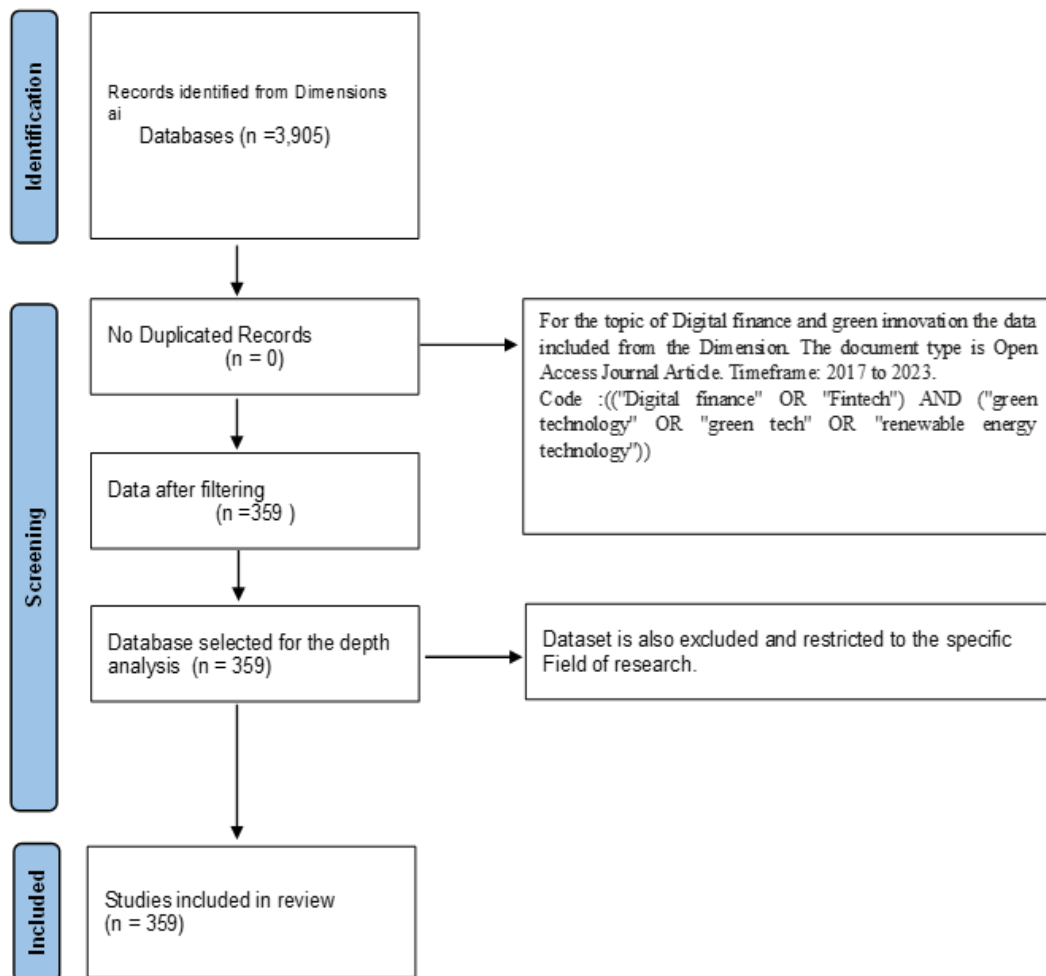 Identification
Records identified from Dimensions
ai
Databases (n =3,905)
Screening
No Duplicated Records
(n = 0)
For the topic of Digital finance and green innovation the data
included from the Dimension. The document type is Open
Access Journal Article. Timeframe: 2017 to 2023.
Code :(("Digital finance" OR "Fintech") AND ("green
technology" OR "green tech" OR "renewable energy
technology"))
Data after filtering
(n =359 )
Database selected for the depth
analysis (n = 359)
Dataset is also excluded and restricted to the specific
Field of research.
Included
Studies included in review
(n = 359)